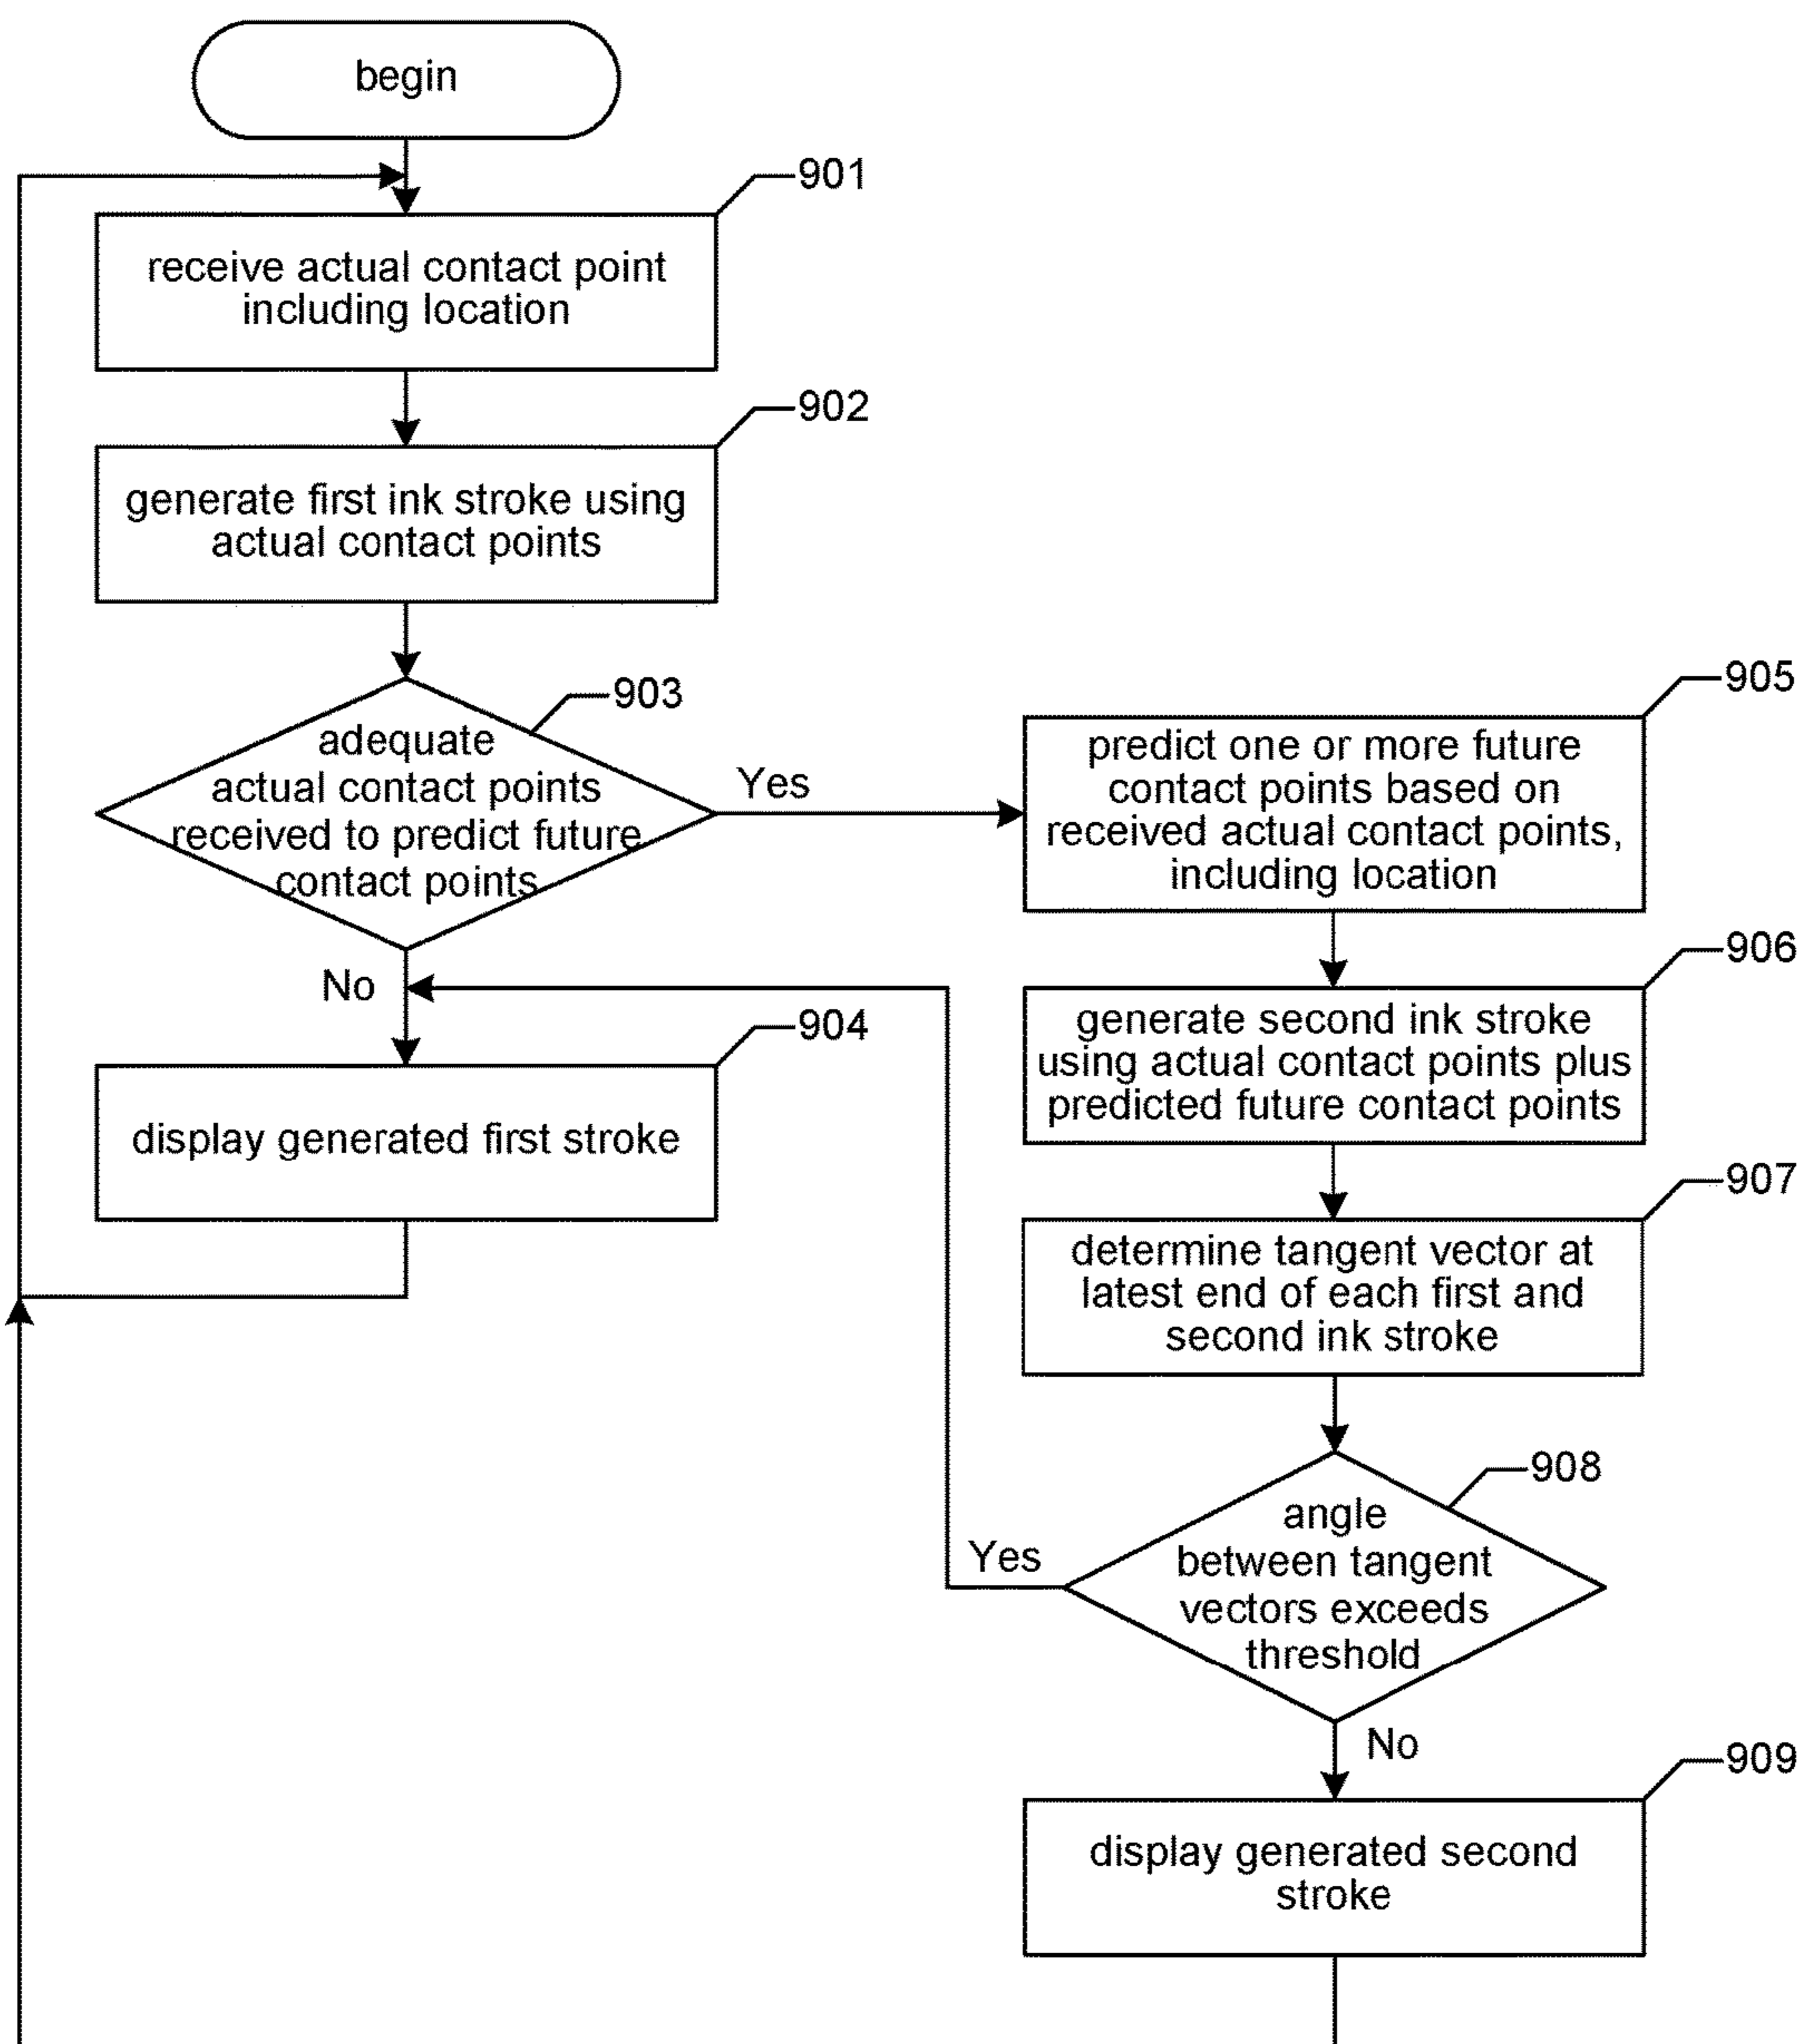 begin
901
receive actual contact point
including location
902
generate first ink stroke using
actual contact points
903
adequate
actual contact points
received to predict future
contact points
Yes
No
904
display generated first stroke
905
predict one or more future
contact points based on
received actual contact points,
including location
906
generate second ink stroke
using actual contact points plus
predicted future contact points
907
determine tangent vector at
latest end of each first and
second ink stroke
908
angle
between tangent
vectors exceeds
threshold
Yes
No
909
display generated second
stroke